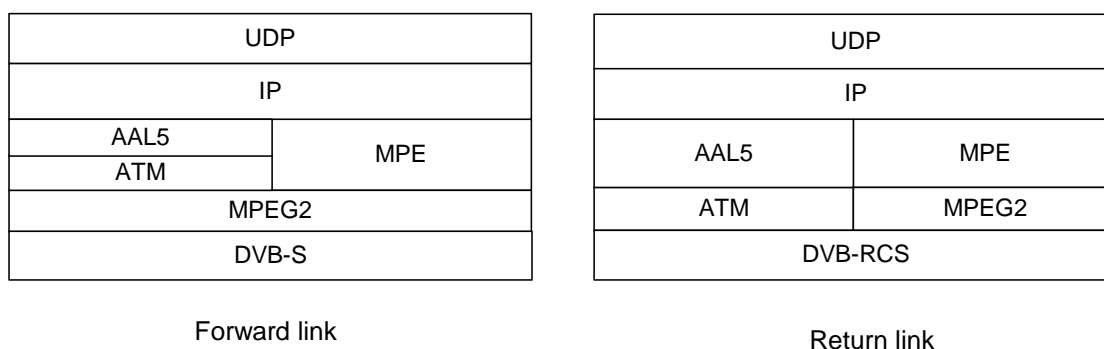 UDP
IP
AAL5
ATM
MPE
MPEG2
DVB-S
Forward link
UDP
IP
AAL5
MPE
ATM
MPEG2
DVB-RCS
Return link